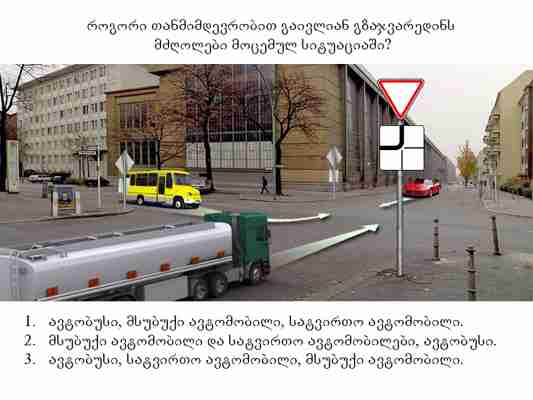 როგორი თანმიმდევრობით გაივლიან გზაჯვარედინს
მძღოლები მოცემულ სიტუაციაში?
1. ავტობუსი, მსუბუქი ავტომობილი, სატვირთო ავტომობილი.
2. მსუბუქი ავტომობილი და სატვირთო ავტომობილები, ავტობუსი.
3. ავტობუსი, სატვირთო ავტომობილი, მსუბუქი ავტომობილი.